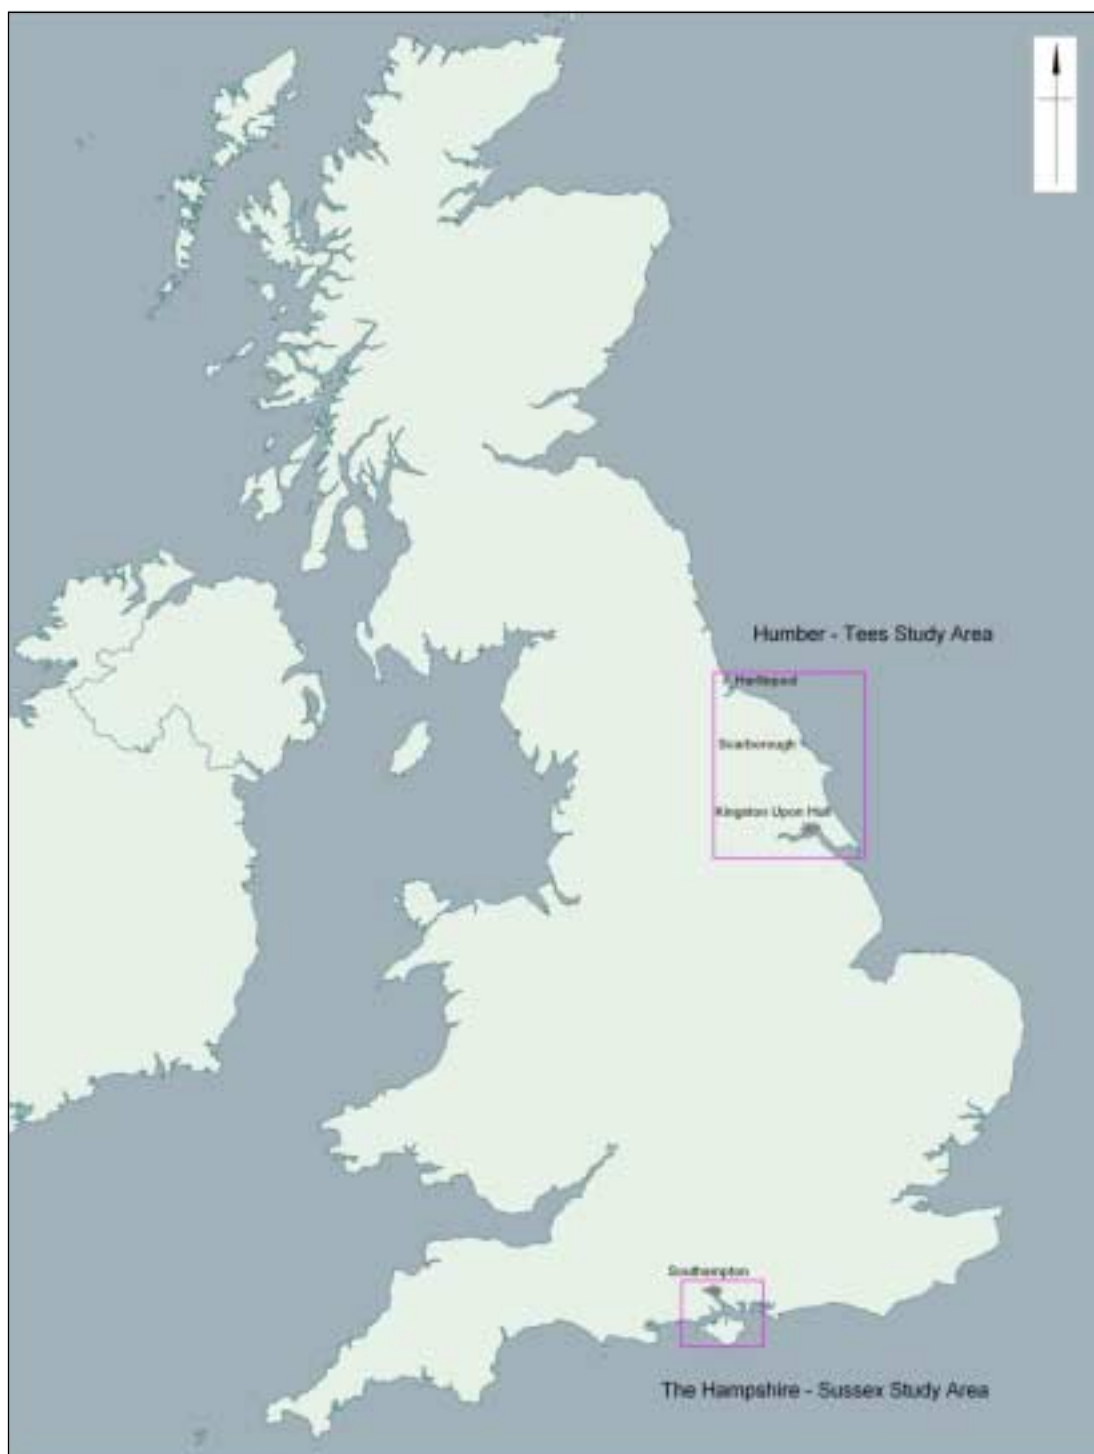 Humber - Tees Study Area
Hartlepool
Scarborough
Kingston Upon Hull
Southampton
The Hampshire - Sussex Study Area